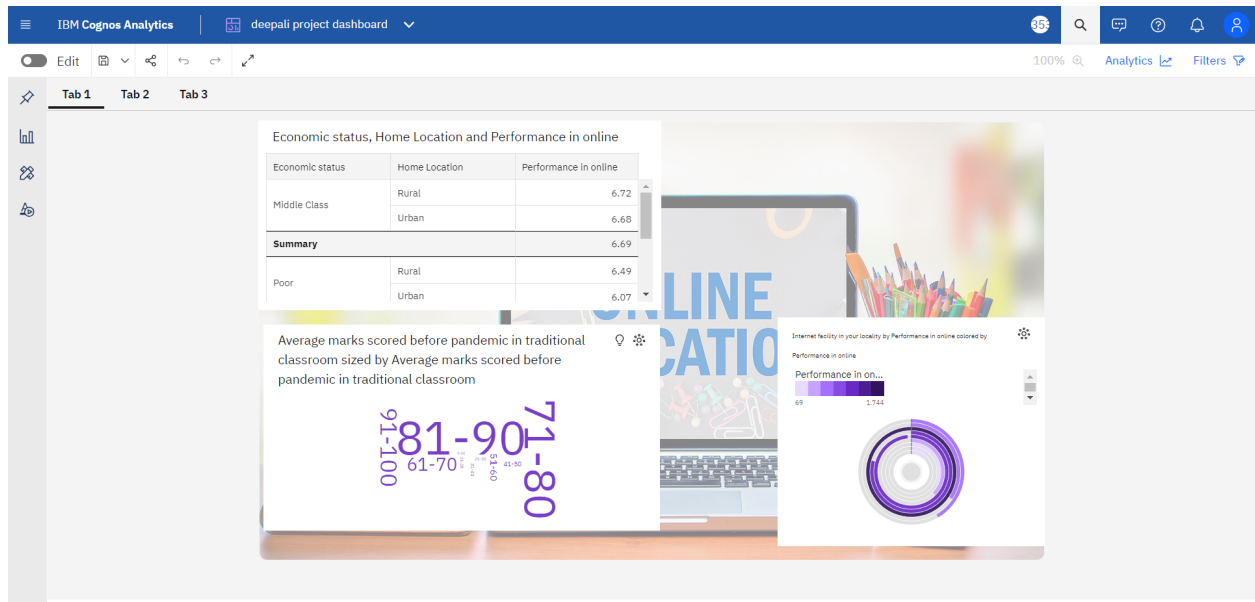 IBM Cognos Analytics
deepali project dashboard
353
Edit
100%
Analytics
Filters
Tab 1 Tab 2 Tab 3
Economic status, Home Location and Performance in online
Economic status Home Location Performance in online
Middle Class Rural 6.72
Urban 6.68
Summary 6.69
Poor Rural 6.49
Urban 6.07
LINE
CATIO
Average marks scored before pandemic in traditional
classroom sized by Average marks scored before
pandemic in traditional classroom
91-100
81-90
71-80
61-70
51-60
41-50
Internet facility in your locality by Performance in online colored by
Performance in online
Performance in on...
69 1.744